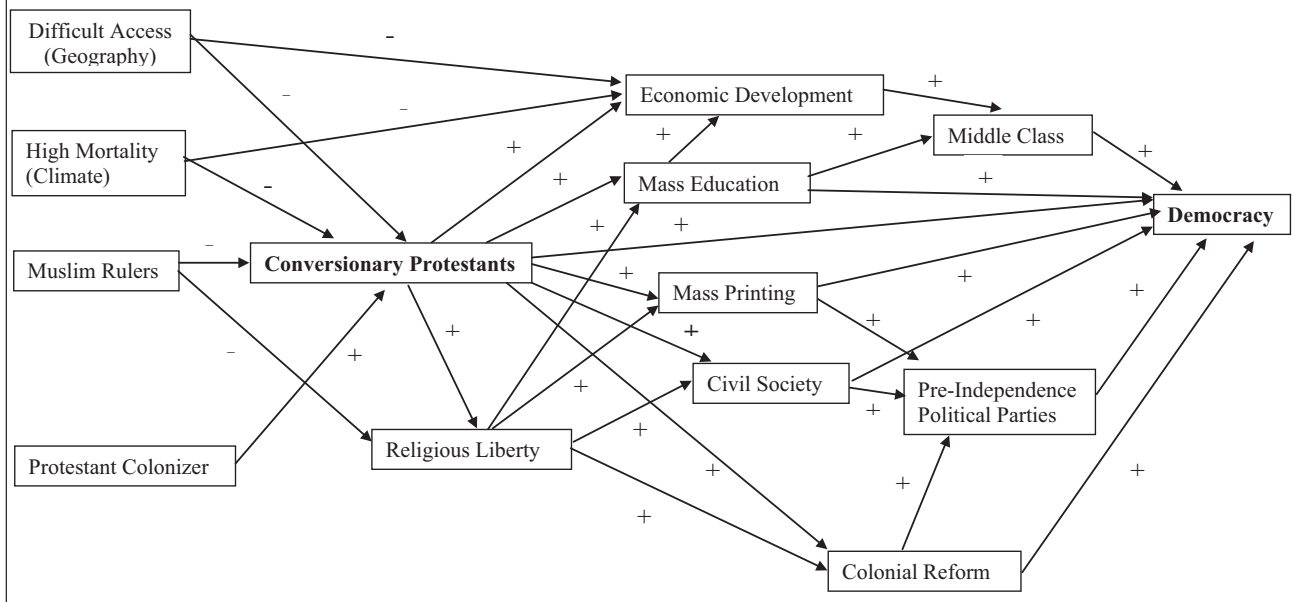 Difficult Access
(Geography)
-
-
Economic Development
+
-
Middle Class
High Mortality
(Climate)
+
+
+
+
-
+
Mass Education
+
Democracy
+
+
-
Muslim Rulers
Conversionary Protestants
+
Mass Printing
+
+
+
+
+
+
-
+
Civil Society
Pre-Independence
Political Parties
+
+
+
Religious Liberty
Protestant Colonizer
+
+
+
+
Colonial Reform